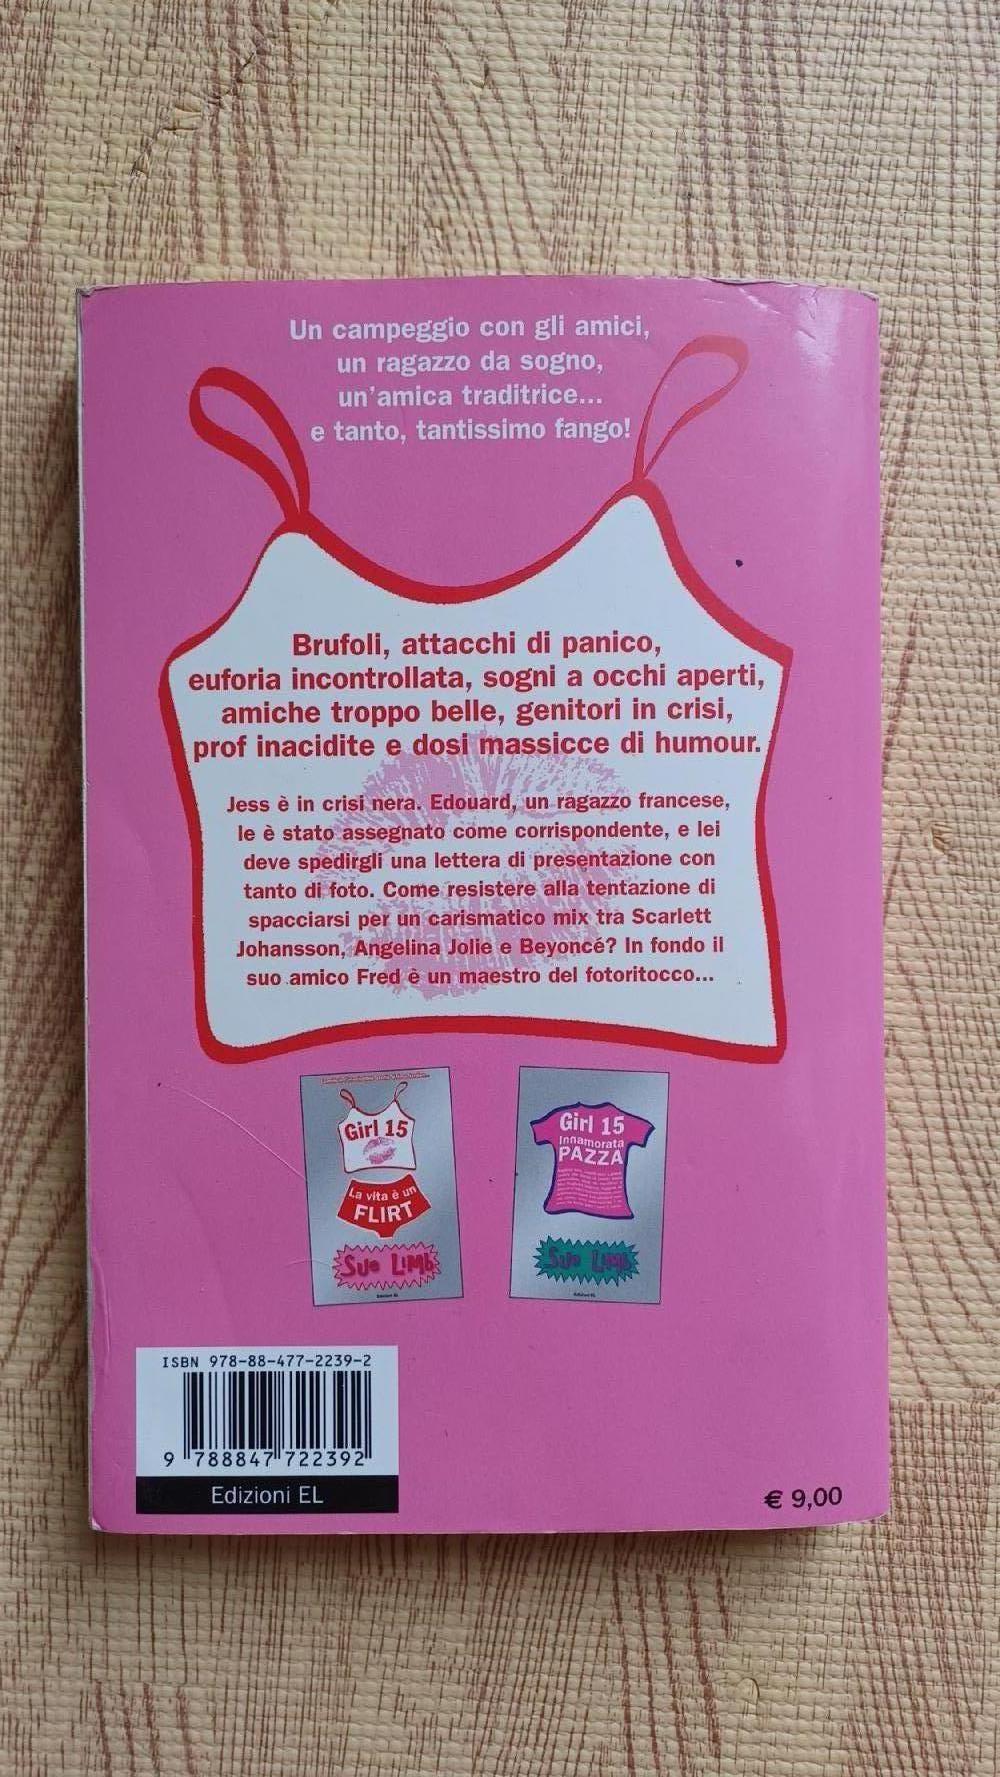 Un campeggio con gli amici,
un ragazzo da sogno,
un'amica traditrice...
e tanto, tantissimo fango!
Brufoli, attacchi di panico,
euforia incontrollata, sogni a occhi aperti,
amiche troppo belle, genitori in crisi,
prof inacidite e dosi massicce di humour.
Jess è in crisi nera. Edouard, un ragazzo francese,
le è stato assegnato come corrispondente, e lei
deve spedirgli una lettera di presentazione con
tanto di foto. Come resistere alla tentazione di
spacciarsi per un carismatico mix tra Scarlett
Johansson, Angelina Jolie e Beyoncé? In fondo il
suo amico Fred è un maestro del fotoritocco...
Girl 15
La vita è un
FLIRT
Sue Limb
Edizioni EL
Girl 15
Innamorata
PAZZA
Sue Limb
Edizioni EL
ISBN 978-88-477-2239-2
9 788847 722392
Edizioni EL
€ 9,00